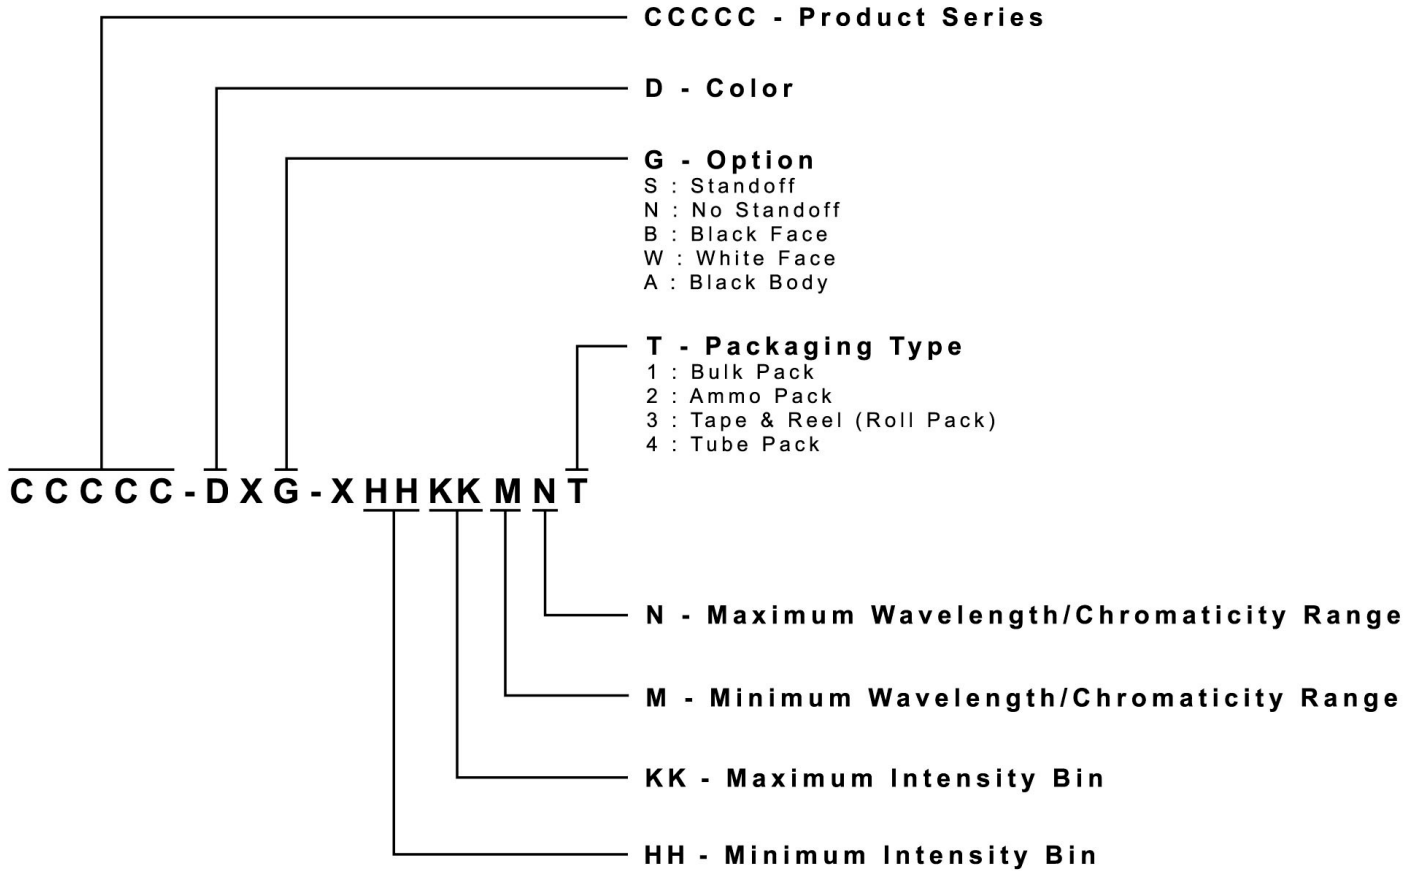 CCCCC - Product Series
D - Color
G - Option
S : Standoff
N : No Standoff
B : Black Face
W : White Face
A : Black Body
T - Packaging Type
1 : Bulk Pack
2 : Ammo Pack
3 : Tape & Reel (Roll Pack)
4 : Tube Pack
CCCCC-DXG-XHHKKMNT
N - Maximum Wavelength/Chromaticity Range
M - Minimum Wavelength/Chromaticity Range
KK - Maximum Intensity Bin
HH - Minimum Intensity Bin